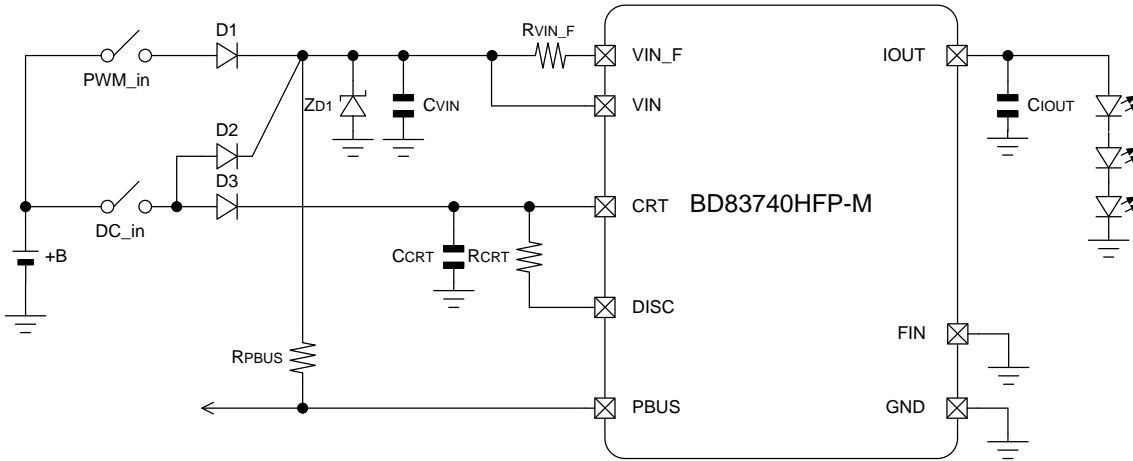 D1
RVIN_F
VIN_F
IOUT
PWM_in
ZD1
CVIN
VIN
CIOUT
D2
D3
CRT
BD83740HFP-M
DC_in
+B
CCRT
RCRT
DISC
FIN
RPBUS
PBUS
GND